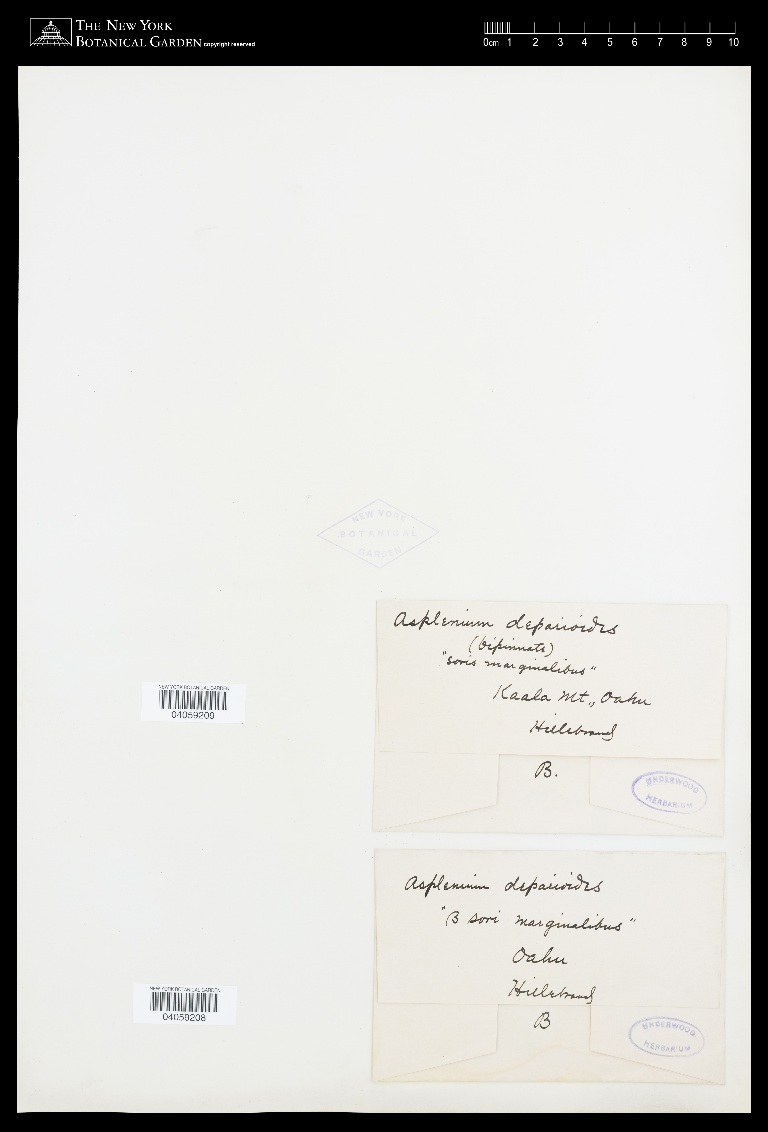 THE NEW YORK
BOTANICAL GARDEN copyright reserved
0cm 1 2 3 4 5 6 7 8 9 10
NEW YORK
BOTANICAL
GARDEN
Asplenium deparioides
(bipinnate)
"soris marginalibus"
Kaala Mt., Oahu
Hillebrand
B.
UNDERWOOD
HERBARIUM
NEW YORK BOTANICAL GARDEN
04059209
Asplenium deparioides
"B sori marginalibus"
Oahu
Hillebrand
B
UNDERWOOD
HERBARIUM
NEW YORK BOTANICAL GARDEN
04059208